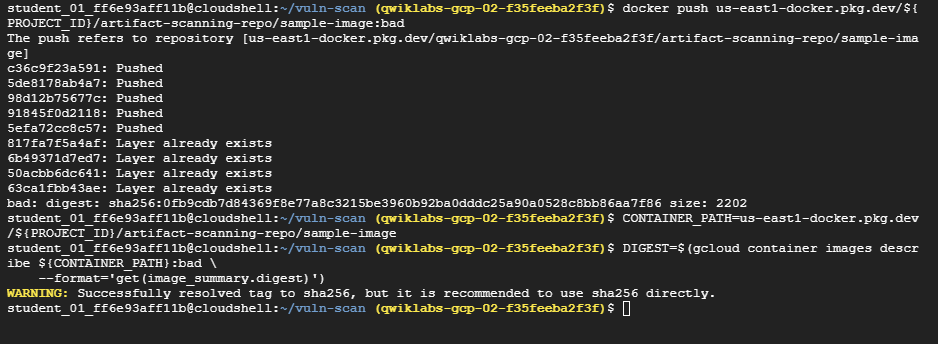 student_01_ff6e93aff11b@cloudshell:~/vuln-scan (qwiklabs-gcp-02-f35feeba2f3f)$ docker push us-east1-docker.pkg.dev/${
PROJECT_ID}/artifact-scanning-repo/sample-image:bad
The push refers to repository [us-east1-docker.pkg.dev/qwiklabs-gcp-02-f35feeba2f3f/artifact-scanning-repo/sample-ima
ge]
c36c9f23a591: Pushed
5de8178ab4a7: Pushed
98d12b75677c: Pushed
91845f0d2118: Pushed
5efa72cc8c57: Pushed
817fa7f5a4af: Layer already exists
6b49371d7ed7: Layer already exists
50acbb6dc641: Layer already exists
63ca1fbb43ae: Layer already exists
bad: digest: sha256:0fb9cdb7d84369f8e77a8c3215be3960b92ba0dddc25a90a0528c8bb86aa7f86 size: 2202
student_01_ff6e93aff11b@cloudshell:~/vuln-scan (qwiklabs-gcp-02-f35feeba2f3f)$ CONTAINER_PATH=us-east1-docker.pkg.dev
/${PROJECT_ID}/artifact-scanning-repo/sample-image
student_01_ff6e93aff11b@cloudshell:~/vuln-scan (qwiklabs-gcp-02-f35feeba2f3f)$ DIGEST=$(gcloud container images descr
ibe ${CONTAINER_PATH}:bad \
    --format='get(image_summary.digest)')
WARNING: Successfully resolved tag to sha256, but it is recommended to use sha256 directly.
student_01_ff6e93aff11b@cloudshell:~/vuln-scan (qwiklabs-gcp-02-f35feeba2f3f)$